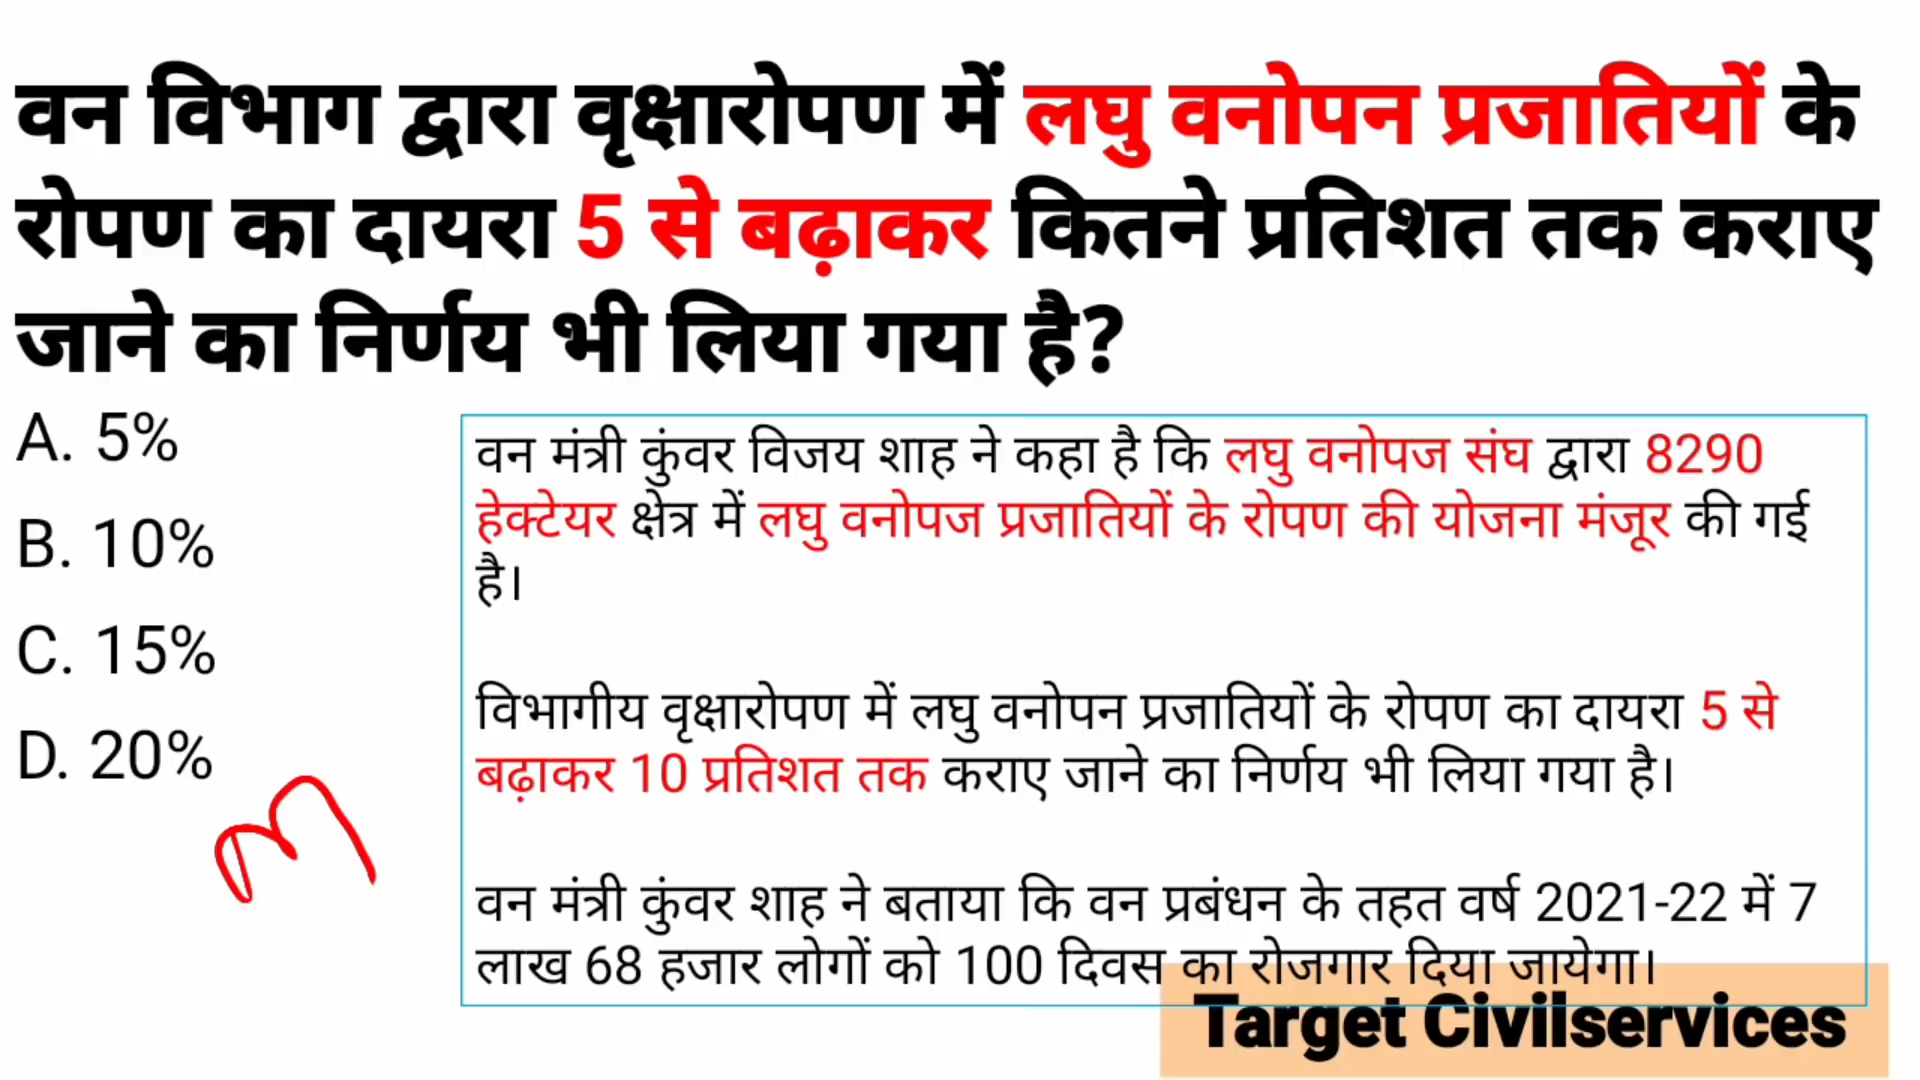 वन विभाग द्वारा वृक्षारोपण में लघु वनोपन प्रजातियों के
रोपण का दायरा 5 से बढ़ाकर कितने प्रतिशत तक कराए
जाने का निर्णय भी लिया गया है?
A. 5%
B. 10%
C. 15%
D. 20%
वन मंत्री कुंवर विजय शाह ने कहा है कि लघु वनोपज संघ द्वारा 8290
हेक्टेयर क्षेत्र में लघु वनोपज प्रजातियों के रोपण की योजना मंजूर की गई
है।
विभागीय वृक्षारोपण में लघु वनोपन प्रजातियों के रोपण का दायरा 5 से
बढ़ाकर 10 प्रतिशत तक कराए जाने का निर्णय भी लिया गया है।
वन मंत्री कुंवर शाह ने बताया कि वन प्रबंधन के तहत वर्ष 2021-22 में 7
लाख 68 हजार लोगों को 100 दिवस का रोजगार दिया जायेगा।
Target Civilservices